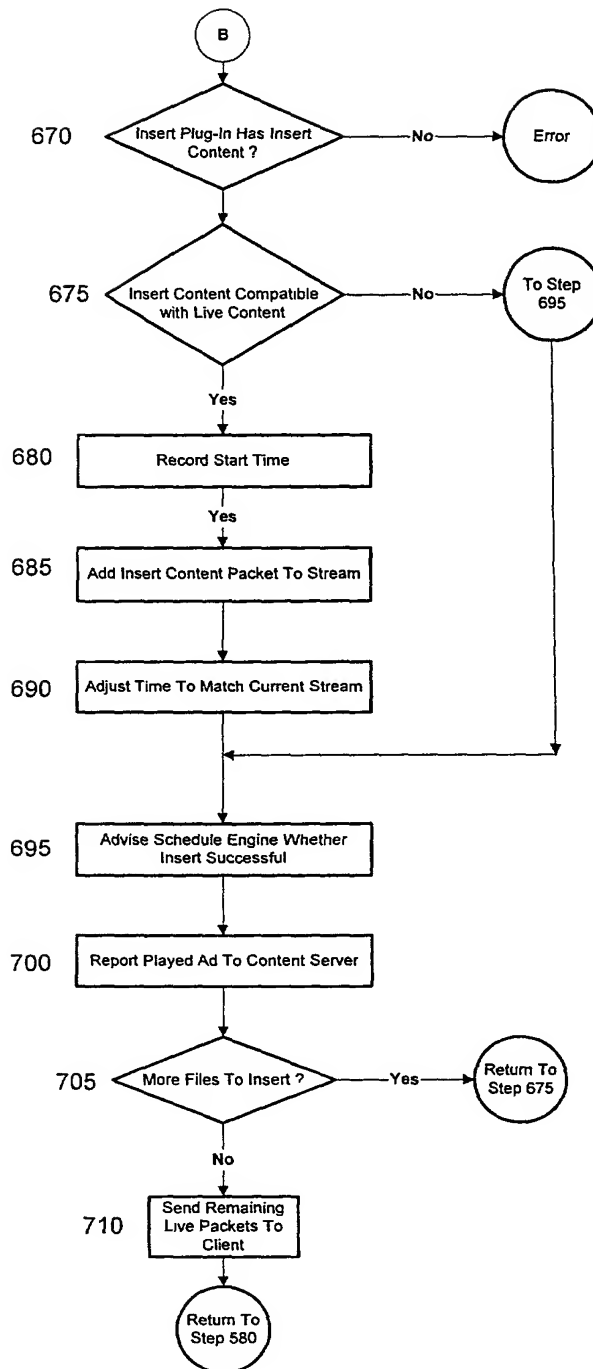 B
670
Insert Plug-In Has Insert
Content ?
No
Error
675
Insert Content Compatible
with Live Content
No
To Step
695
Yes
680
Record Start Time
Yes
685
Add Insert Content Packet To Stream
690
Adjust Time To Match Current Stream
695
Advise Schedule Engine Whether
Insert Successful
700
Report Played Ad To Content Server
705
More Files To Insert ?
Yes
Return To
Step 675
No
710
Send Remaining
Live Packets To
Client
Return To
Step 580